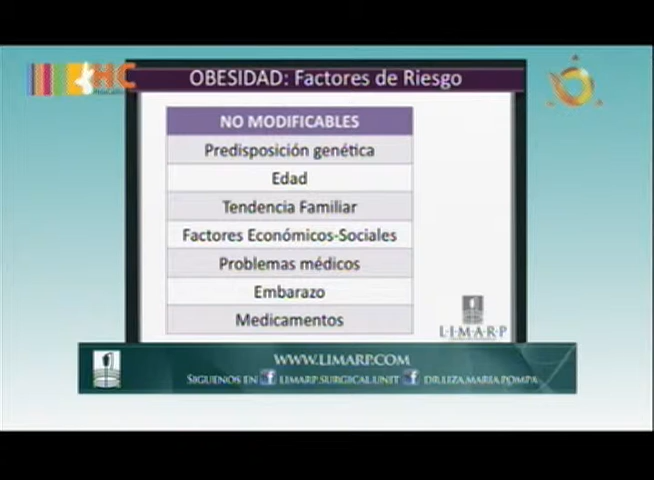 HC
OBESIDAD: Factores de Riesgo
NO MODIFICABLES
Predisposición genética
Edad
Tendencia Familiar
Factores Económicos-Sociales
Problemas médicos
Embarazo
Medicamentos
L·I·M·A·R·P
WWW.LIMARP.COM
SIGUENOS EN f LIMARP.SURGICAL.UNIT f DR.LIZA.MARIA.POMPA